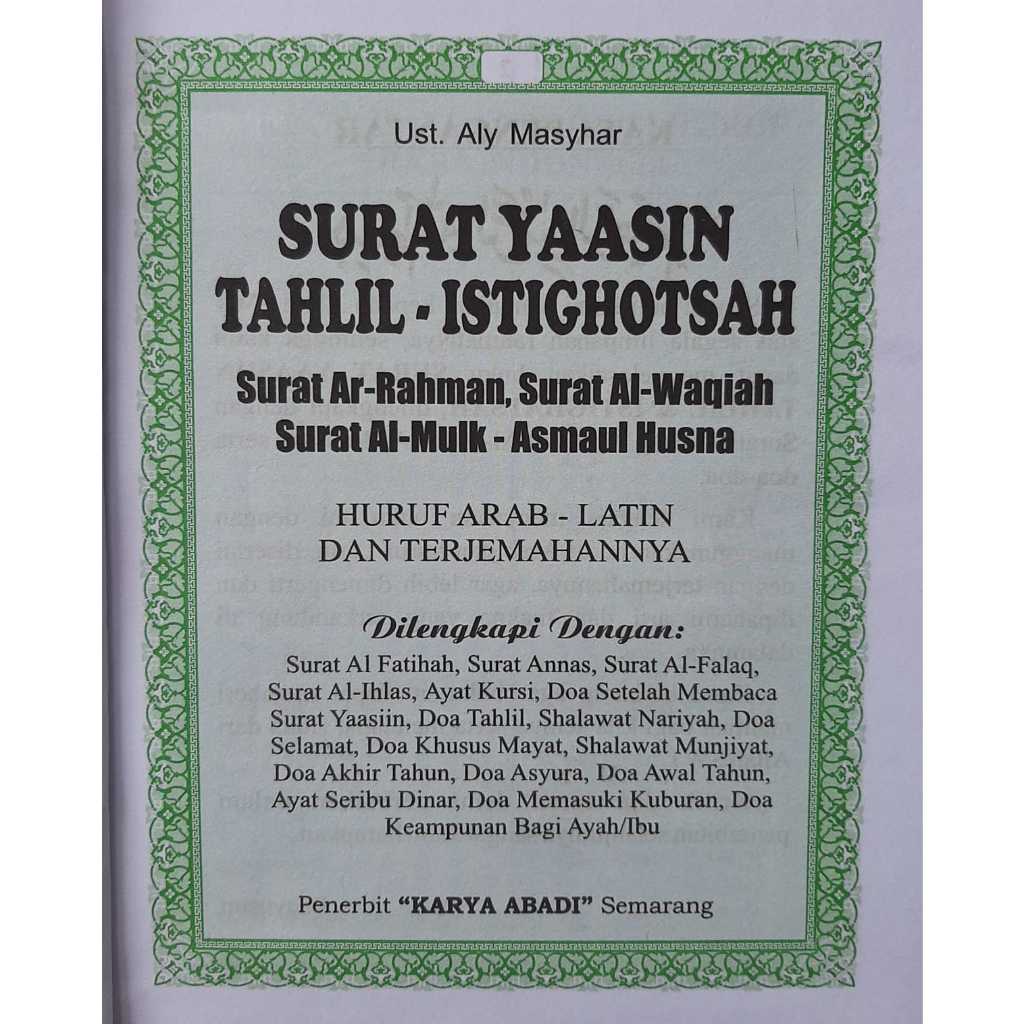 Ust. Aly Masyhar
SURAT YAASIN
TAHLIL - ISTIGHOTSAH
Surat Ar-Rahman, Surat Al-Waqiah
Surat Al-Mulk - Asmaul Husna
HURUF ARAB - LATIN
DAN TERJEMAHANNYA
Dilengkapi Dengan:
Surat Al Fatihah, Surat Annas, Surat Al-Falaq,
Surat Al-Ihlas, Ayat Kursi, Doa Setelah Membaca
Surat Yaasiin, Doa Tahlil, Shalawat Nariyah, Doa
Selamat, Doa Khusus Mayat, Shalawat Munjiyat,
Doa Akhir Tahun, Doa Asyura, Doa Awal Tahun,
Ayat Seribu Dinar, Doa Memasuki Kuburan, Doa
Keampunan Bagi Ayah/Ibu
Penerbit “KARYA ABADI” Semarang